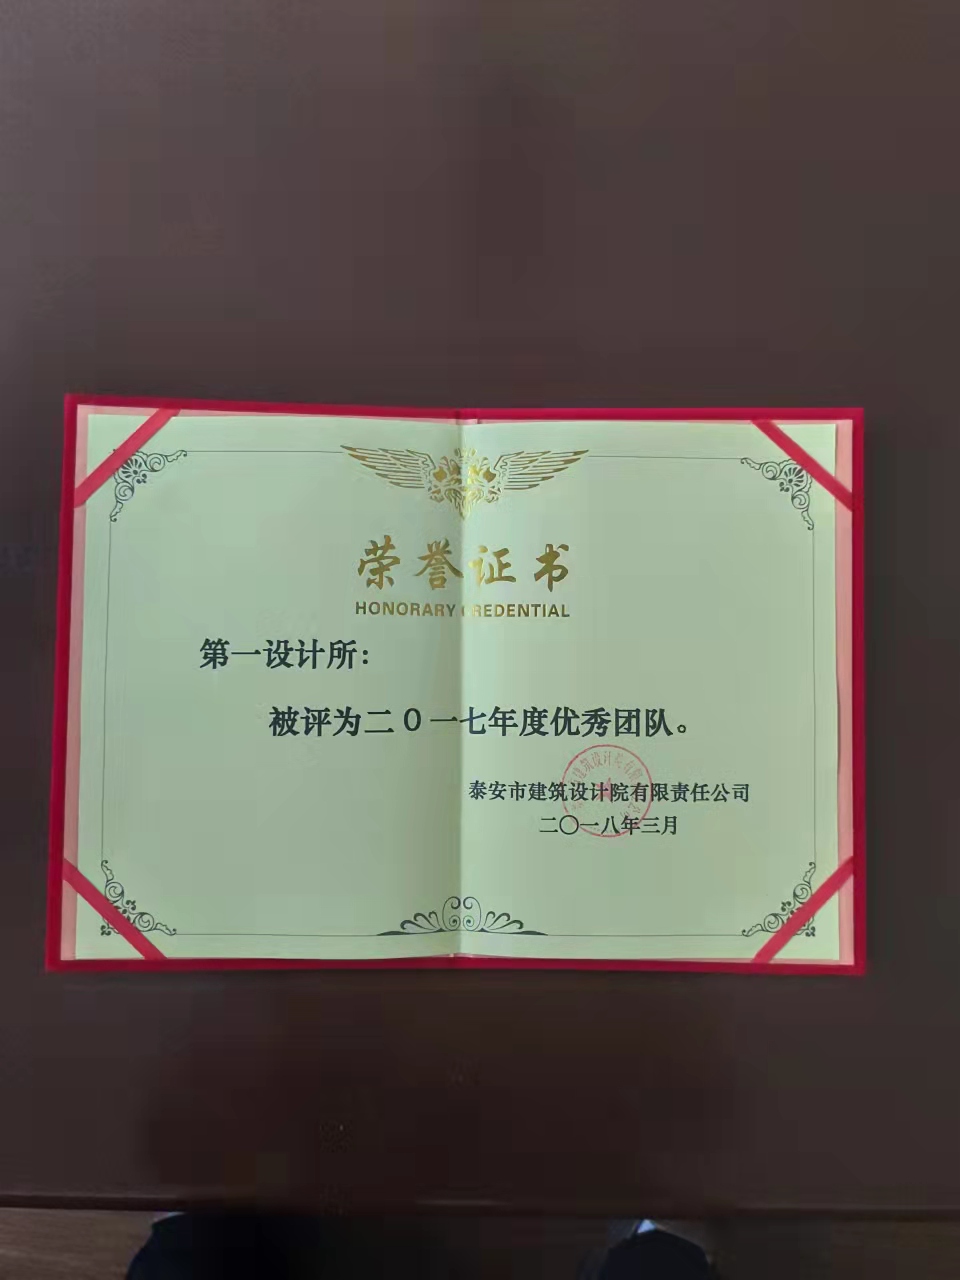 荣誉证书
HONORARY CREDENTIAL
第一设计所：
被评为二0一七年度优秀团队。
泰安市建筑设计院有限责任公司
二〇一八年三月